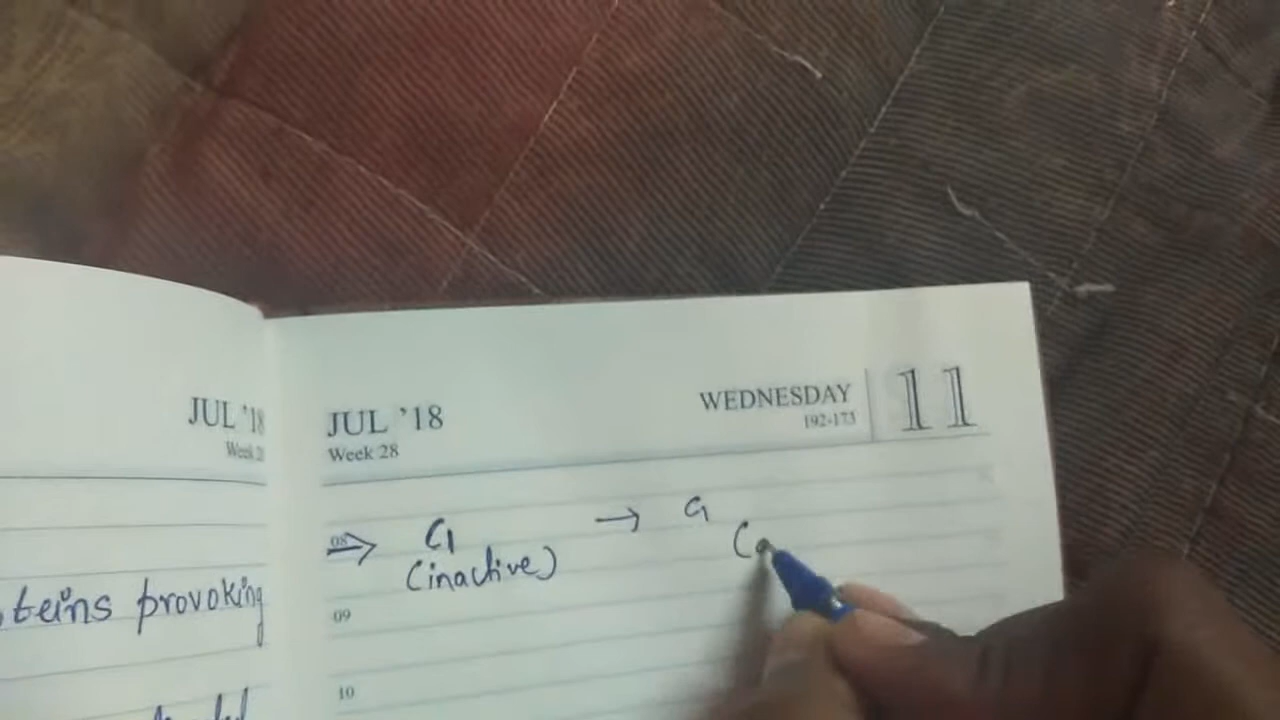 JUL '18
Week 2
teins provoking
JUL '18
Week 28
WEDNESDAY
192-173
11
08
⇒ C1 → C1
(inactive) (a
09
10